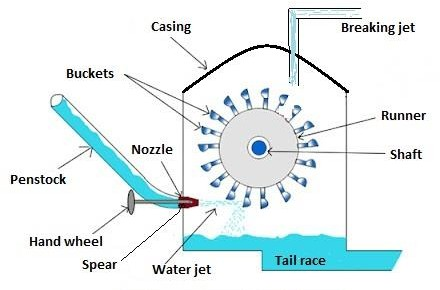 Casing
Breaking jet
Buckets
Runner
Nozzle
Shaft
Penstock
Hand wheel
Spear
Water jet
Tail race